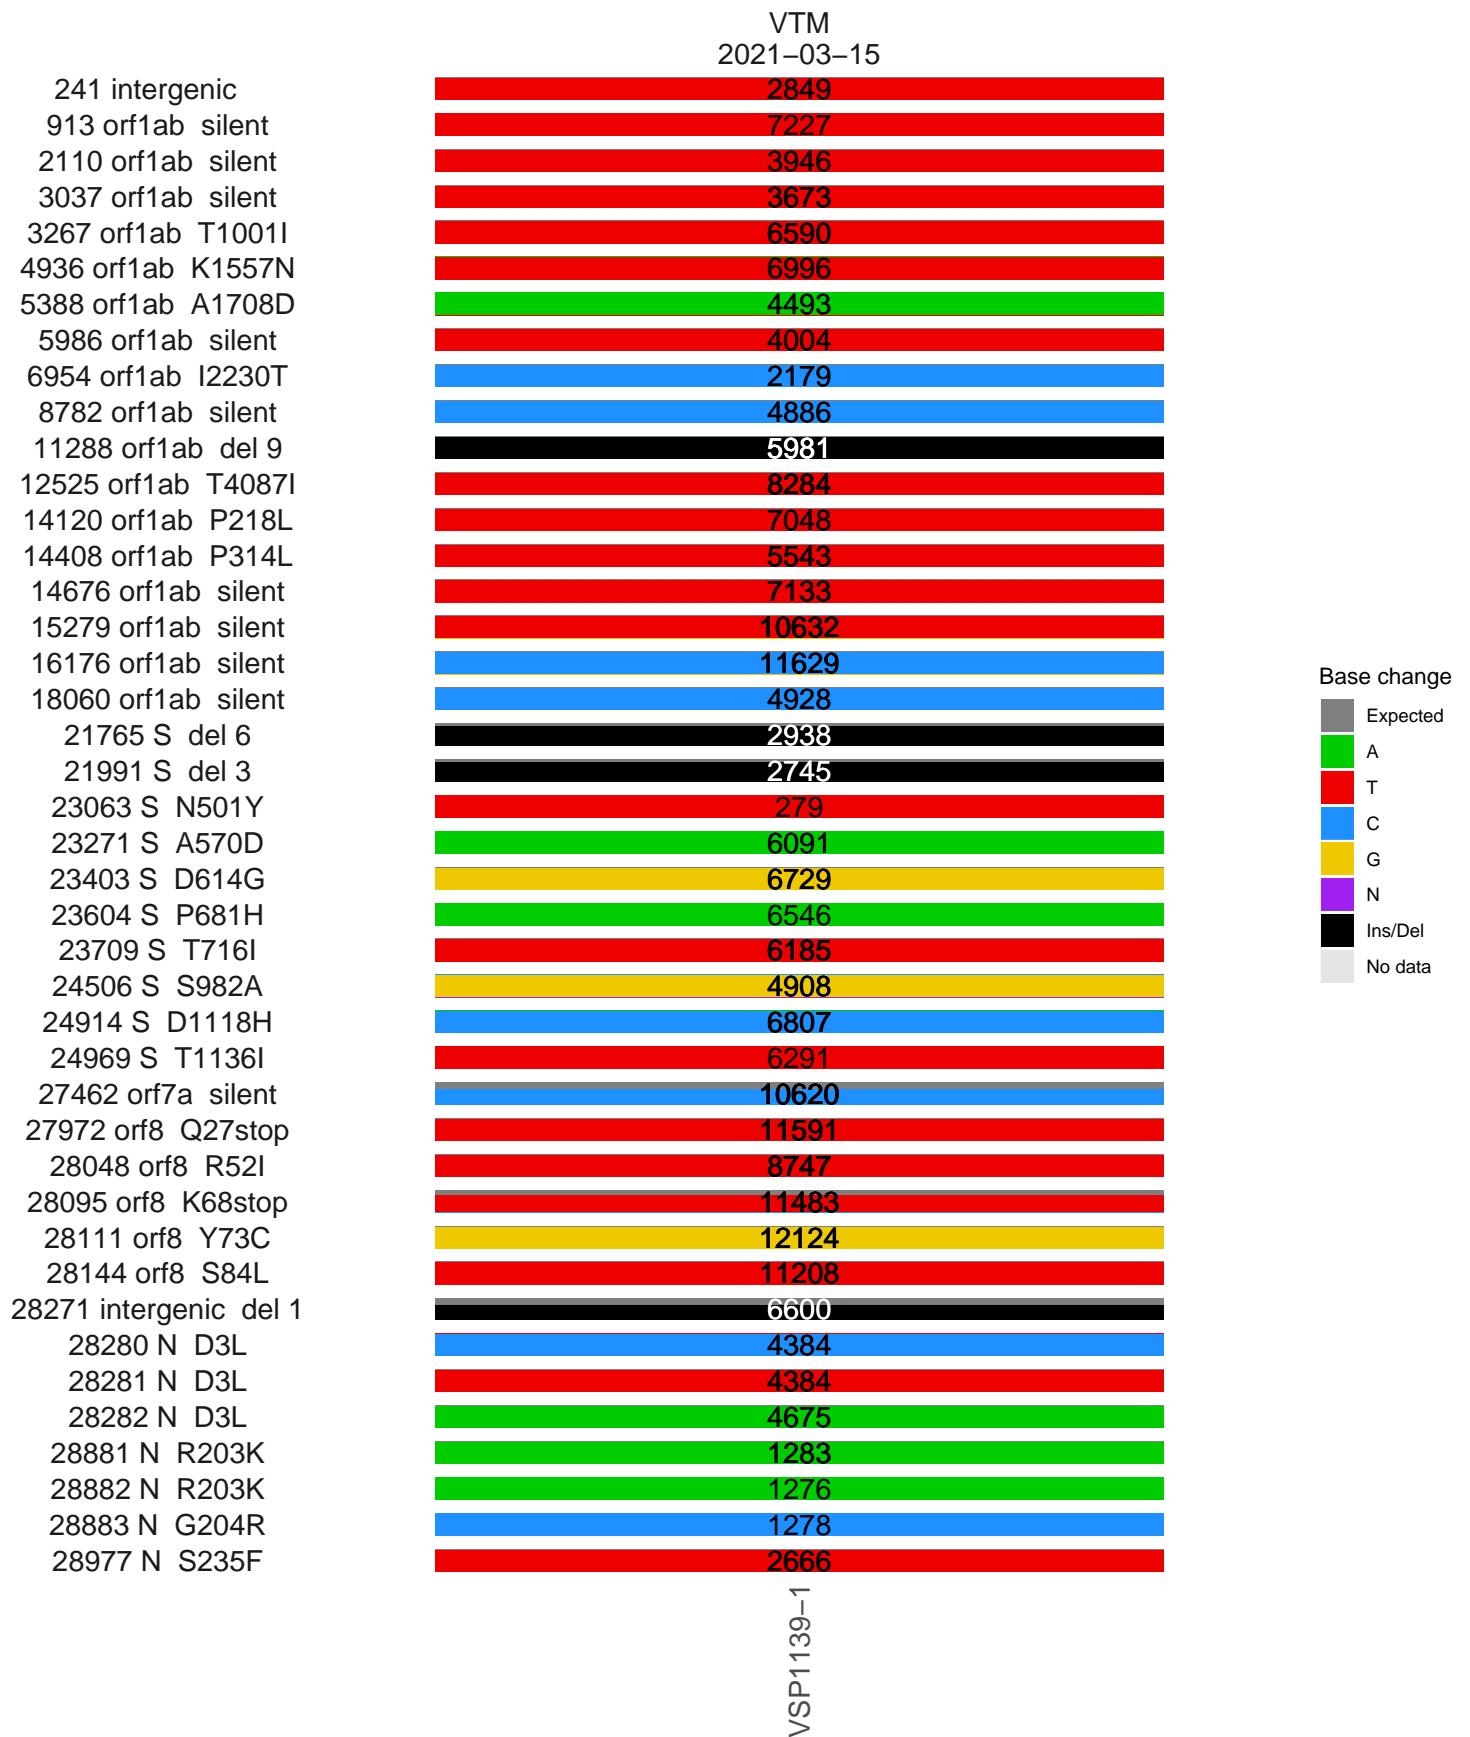 VTM
2021−03−15
241 intergenic 2849
913 orf1ab silent 7227
2110 orf1ab silent 3946
3037 orf1ab silent 3673
3267 orf1ab T1001I 6590
4936 orf1ab K1557N 6996
5388 orf1ab A1708D 4493
5986 orf1ab silent 4004
6954 orf1ab I2230T 2179
8782 orf1ab silent 4886
11288 orf1ab del 9 5981
12525 orf1ab T4087I 8284
14120 orf1ab P218L 7048
14408 orf1ab P314L 5543
14676 orf1ab silent 7133
15279 orf1ab silent 10632
16176 orf1ab silent 11629
18060 orf1ab silent 4928
21765 S del 6 2938
21991 S del 3 2745
23063 S N501Y 279
23271 S A570D 6091
23403 S D614G 6729
23604 S P681H 6546
23709 S T716I 6185
24506 S S982A 4908
24914 S D1118H 6807
24969 S T1136I 6291
27462 orf7a silent 10620
27972 orf8 Q27stop 11591
28048 orf8 R52I 8747
28095 orf8 K68stop 11483
28111 orf8 Y73C 12124
28144 orf8 S84L 11208
28271 intergenic del 1 6600
28280 N D3L 4384
28281 N D3L 4384
28282 N D3L 4675
28881 N R203K 1283
28882 N R203K 1276
28883 N G204R 1278
28977 N S235F 2666
VSP1139−1
Base change
Expected
A
T
C
G
N
Ins/Del
No data